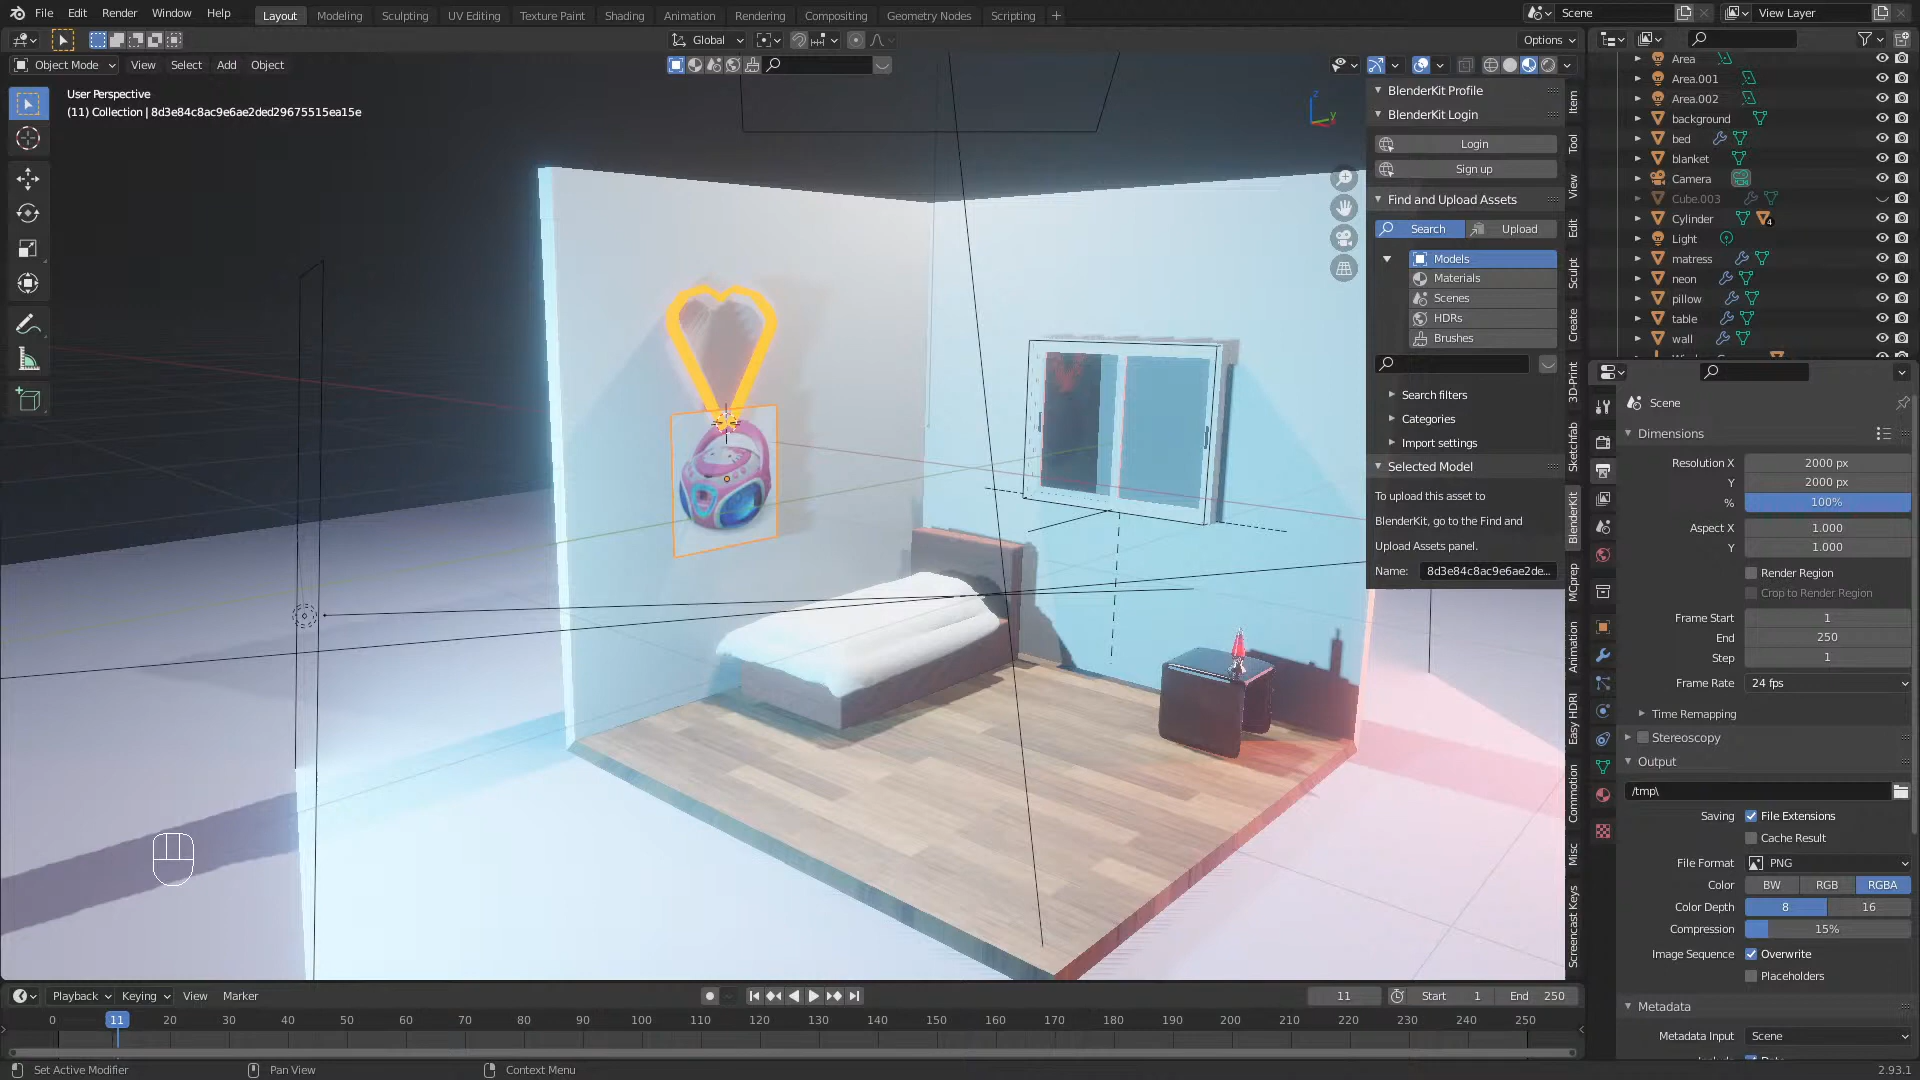 File Edit Render Window Help
Layout Modeling Sculpting UV Editing Texture Paint Shading Animation Rendering Compositing Geometry Nodes Scripting +
Scene
View Layer
Global
Options
Object Mode View Select Add Object
User Perspective
(11) Collection | 8d3e84c8ac9e6ae2ded29675515ea15e
Z
Y
BlenderKit Profile
BlenderKit Login
Login
Sign up
Find and Upload Assets
Search Upload
Models
Materials
Scenes
HDRs
Brushes
Search filters
Categories
Import settings
Selected Model
To upload this asset to
BlenderKit, go to the Find and
Upload Assets panel.
Name: 8d3e84c8ac9e6ae2de...
Item
Tool
View
Edit
Sculpt
Create
3D-Print
Sketchfab
BlenderKit
MCprep
Animation
Easy HDRI
Commotion
Misc
Screencast Keys
Area
Area.001
Area.002
background
bed
blanket
Camera
Cube.003
Cylinder
4
Light
matress
neon
pillow
table
wall
Scene
Dimensions
Resolution X 2000 px
Y 2000 px
% 100%
Aspect X 1.000
Y 1.000
Render Region
Crop to Render Region
Frame Start 1
End 250
Step 1
Frame Rate 24 fps
Time Remapping
Stereoscopy
Output
/tmp\
Saving File Extensions
Cache Result
File Format PNG
Color BW RGB RGBA
Color Depth 8 16
Compression 15%
Image Sequence Overwrite
Placeholders
Metadata
Metadata Input Scene
Playback Keying View Marker
11 Start 1 End 250
0 11 20 30 40 50 60 70 80 90 100 110 120 130 140 150 160 170 180 190 200 210 220 230 240 250
Set Active Modifier Pan View Context Menu
2.93.1